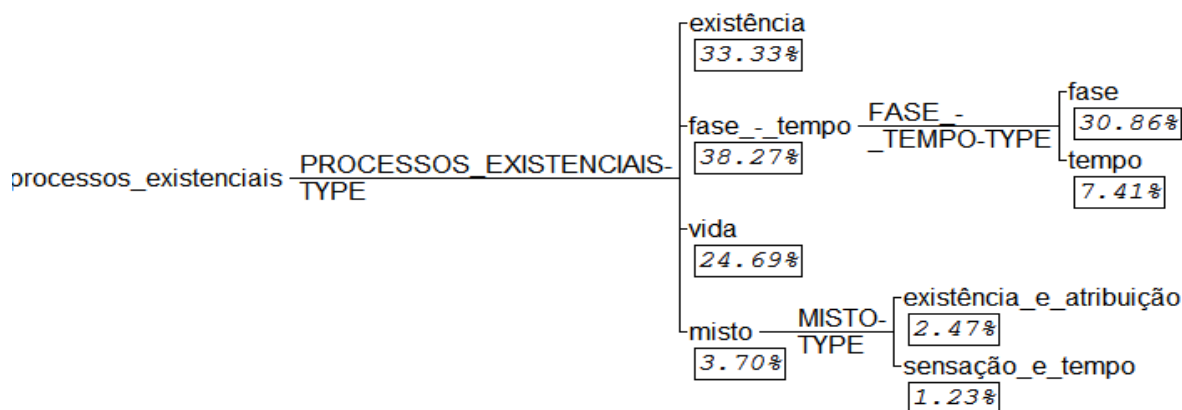 existência
33.33%
fase_-_tempo
38.27%
FASE_-
_TEMPO-TYPE
fase
30.86%
tempo
7.41%
processos_existenciais
PROCESSOS_EXISTENCIAIS-
TYPE
vida
24.69%
misto
3.70%
MISTO-
TYPE
existência_e_atribuição
2.47%
sensação_e_tempo
1.23%